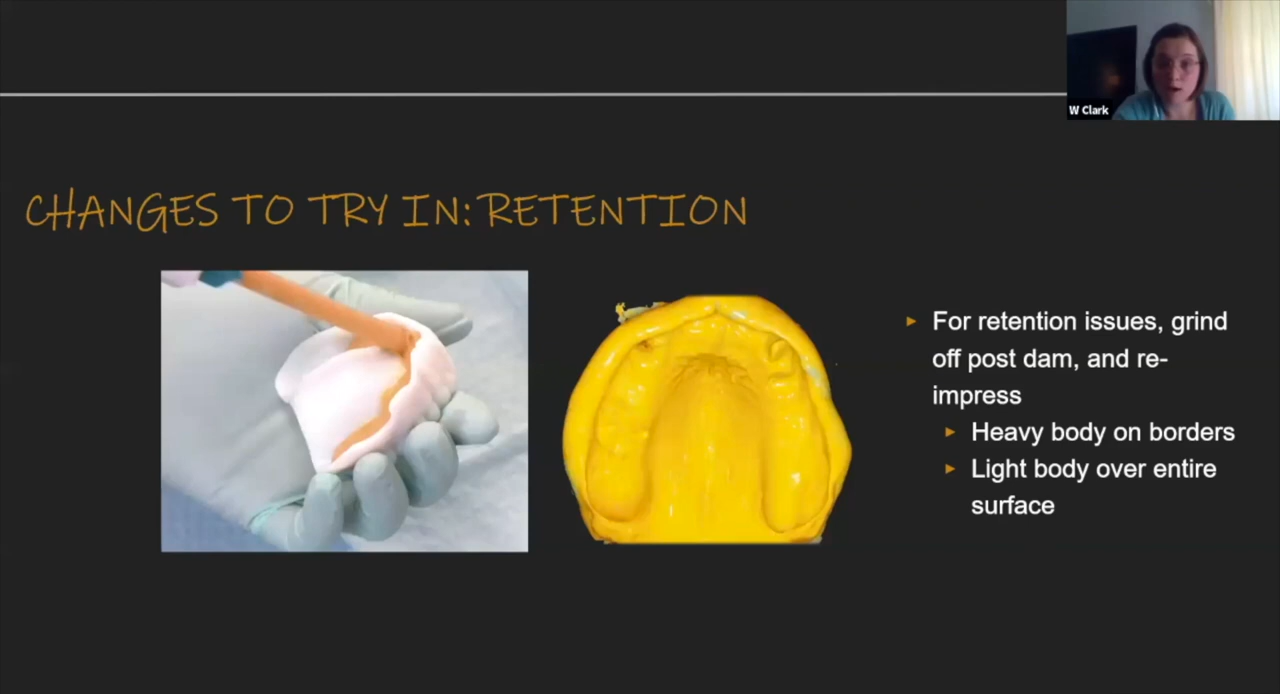 W Clark
CHANGES TO TRY IN: RETENTION
For retention issues, grind
off post dam, and re-
impress
Heavy body on borders
Light body over entire
surface